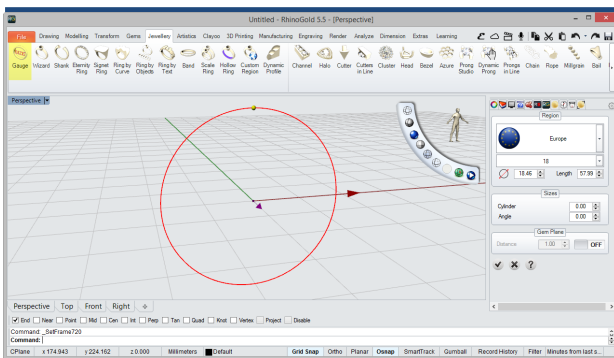 Untitled - RhinoGold 5.5 - [Perspective]
File Drawing Modelling Transform Gems Jewellery Artistics Clayoo 3D Printing Manufacturing Engraving Render Analyze Dimension Extras Learning
Gauge Wizard Shank Eternity Ring Signet Ring Ring by Curve Ring by Objects Ring by Text Band Scale Ring Hollow Ring Custom Region Dynamic Profile Channel Halo Cutter Cutters in Line Cluster Head Bezel Azure Prong Studio Dynamic Prong Prongs in Line Chain Rope Millgrain Bail
Perspective
Region
Europe
18
18.46 Length 57.99
Sizes
Cylinder 0.00
Angle 0.00
Gem Plane
Distance 1.00 OFF
Perspective Top Front Right
End Near Point Mid Cen Int Perp Tan Quad Knot Vertex Project Disable
Command: _SetFrame720
Command:
CPlane x 174.943 y 224.162 z 0.000 Millimeters Default Grid Snap Ortho Planar Osnap SmartTrack Gumball Record History Filter Minutes from last s...